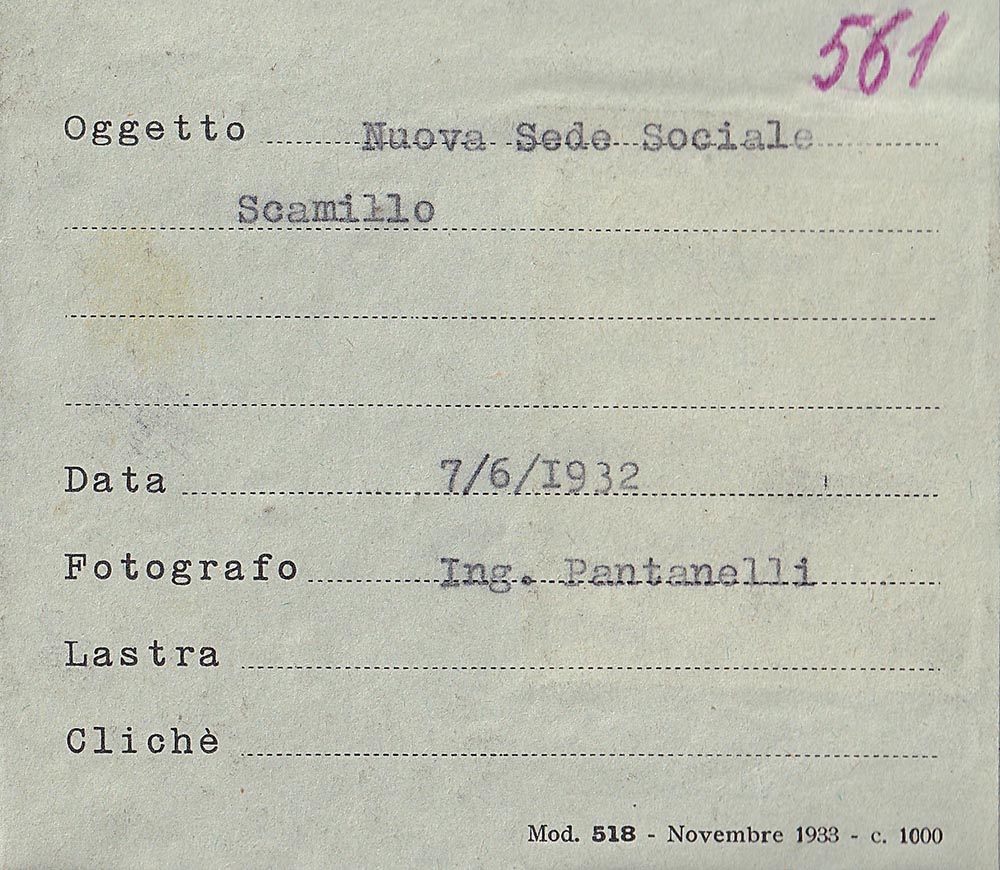 561
Oggetto Nuova Sede Sociale
Scamillo
Data 7/6/I932
Fotografo Ing. Pantanelli
Lastra
Clichè
Mod. 518 - Novembre 1933 - c. 1000